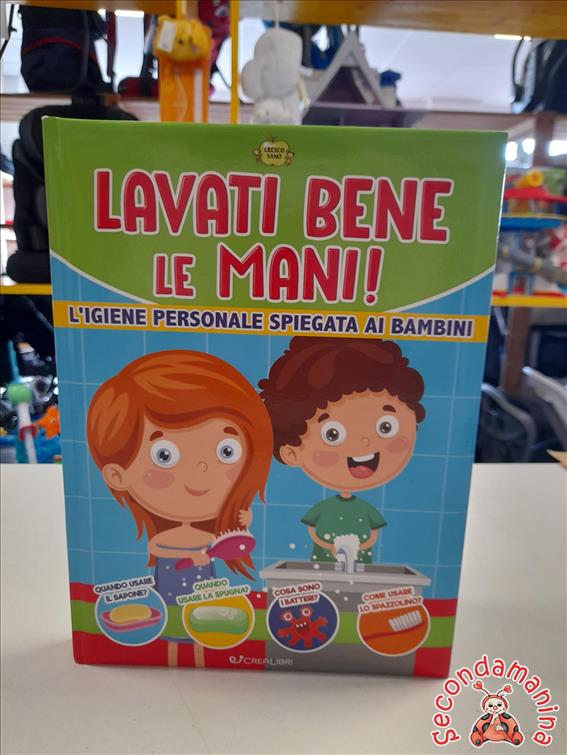 CRESCO
SANO
LAVATI BENE
LE MANI!
L'IGIENE PERSONALE SPIEGATA AI BAMBINI
QUANDO USARE
IL SAPONE?
QUANDO
USARE LA SPUGNA?
COSA SONO
I BATTERI?
COME USARE
LO SPAZZOLINO?
CREALIBRI
Secondamanina